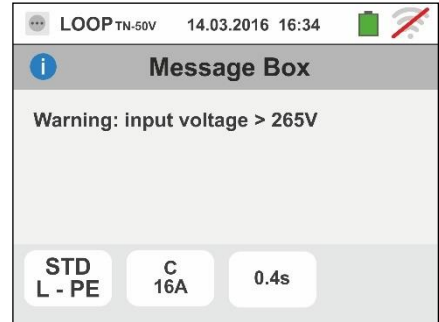 LOOP TN-50V 14.03.2016 16:34
i Message Box
Warning: input voltage > 265V
STD C 0.4s
L - PE 16A